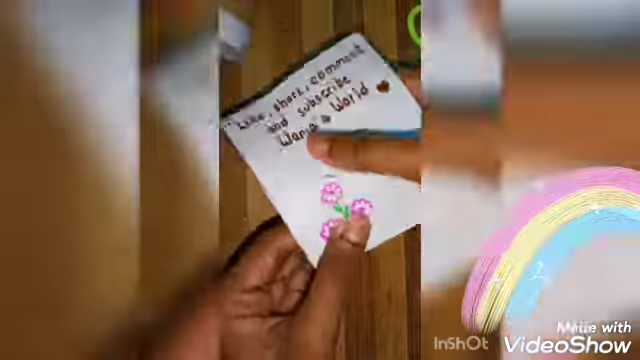 Like, share, comment
and subscribe
World
InShOt
Made with
VideoShow